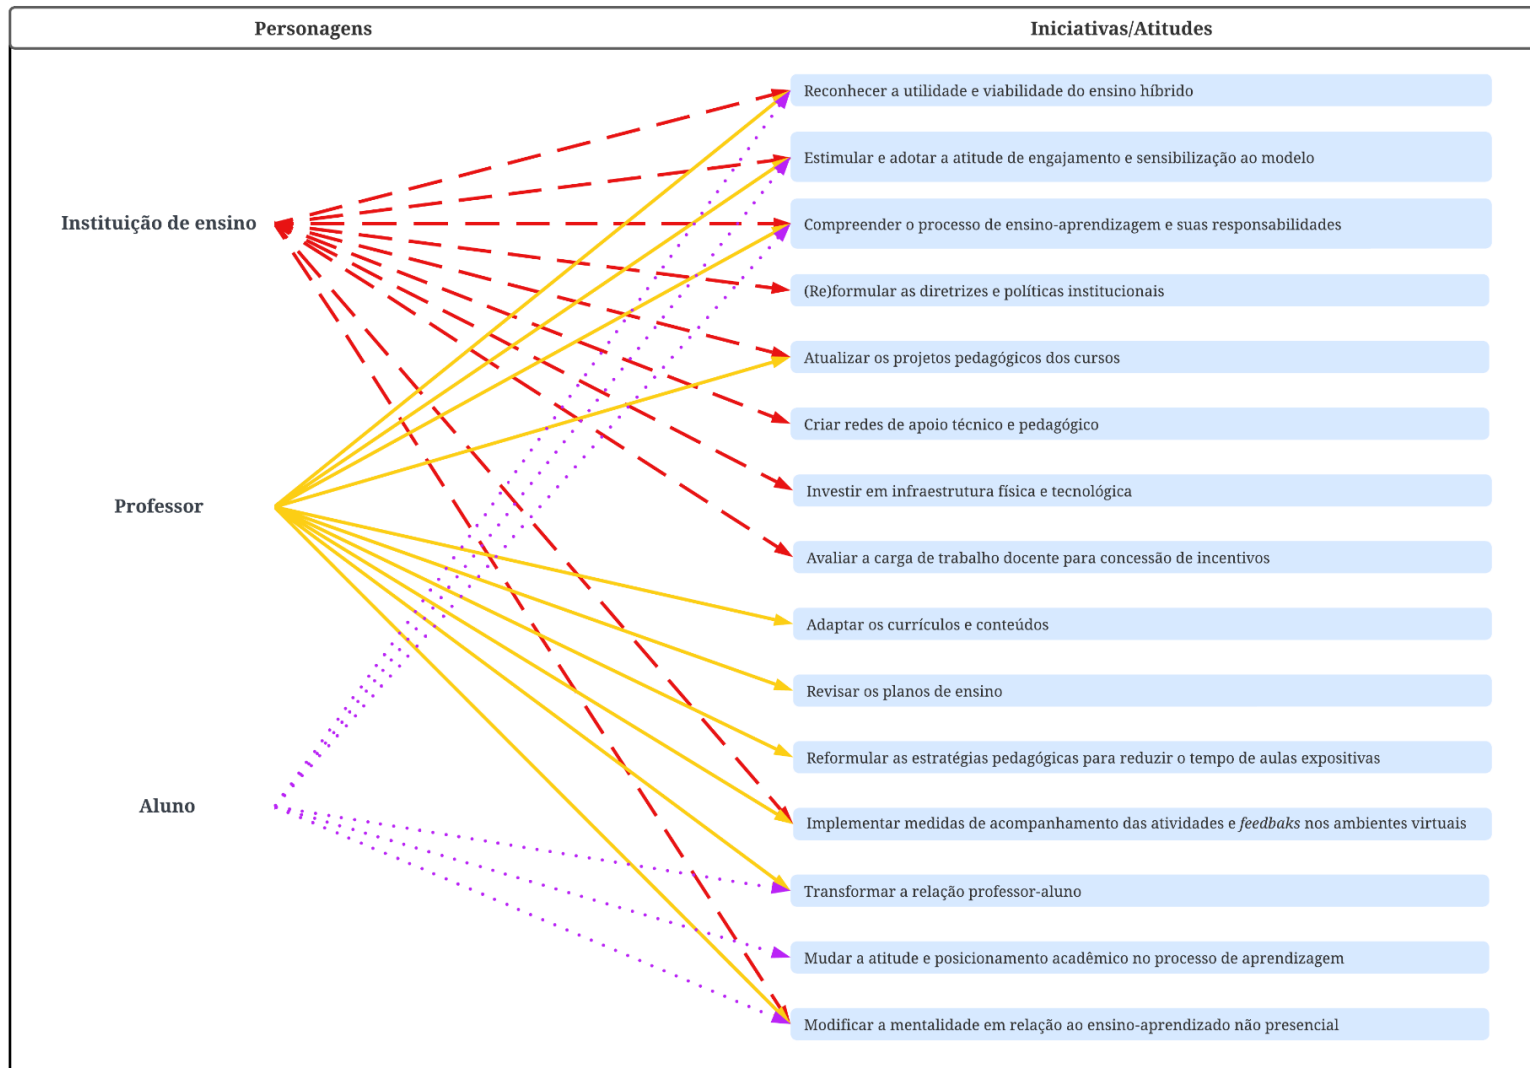 Personagens
Iniciativas/Atitudes
Reconhecer a utilidade e viabilidade do ensino híbrido
Estimular e adotar a atitude de engajamento e sensibilização ao modelo
Instituição de ensino
Compreender o processo de ensino-aprendizagem e suas responsabilidades
(Re)formular as diretrizes e políticas institucionais
Atualizar os projetos pedagógicos dos cursos
Criar redes de apoio técnico e pedagógico
Investir em infraestrutura física e tecnológica
Professor
Avaliar a carga de trabalho docente para concessão de incentivos
Adaptar os currículos e conteúdos
Revisar os planos de ensino
Reformular as estratégias pedagógicas para reduzir o tempo de aulas expositivas
Aluno
Implementar medidas de acompanhamento das atividades e feedbaks nos ambientes virtuais
Transformar a relação professor-aluno
Mudar a atitude e posicionamento acadêmico no processo de aprendizagem
Modificar a mentalidade em relação ao ensino-aprendizado não presencial